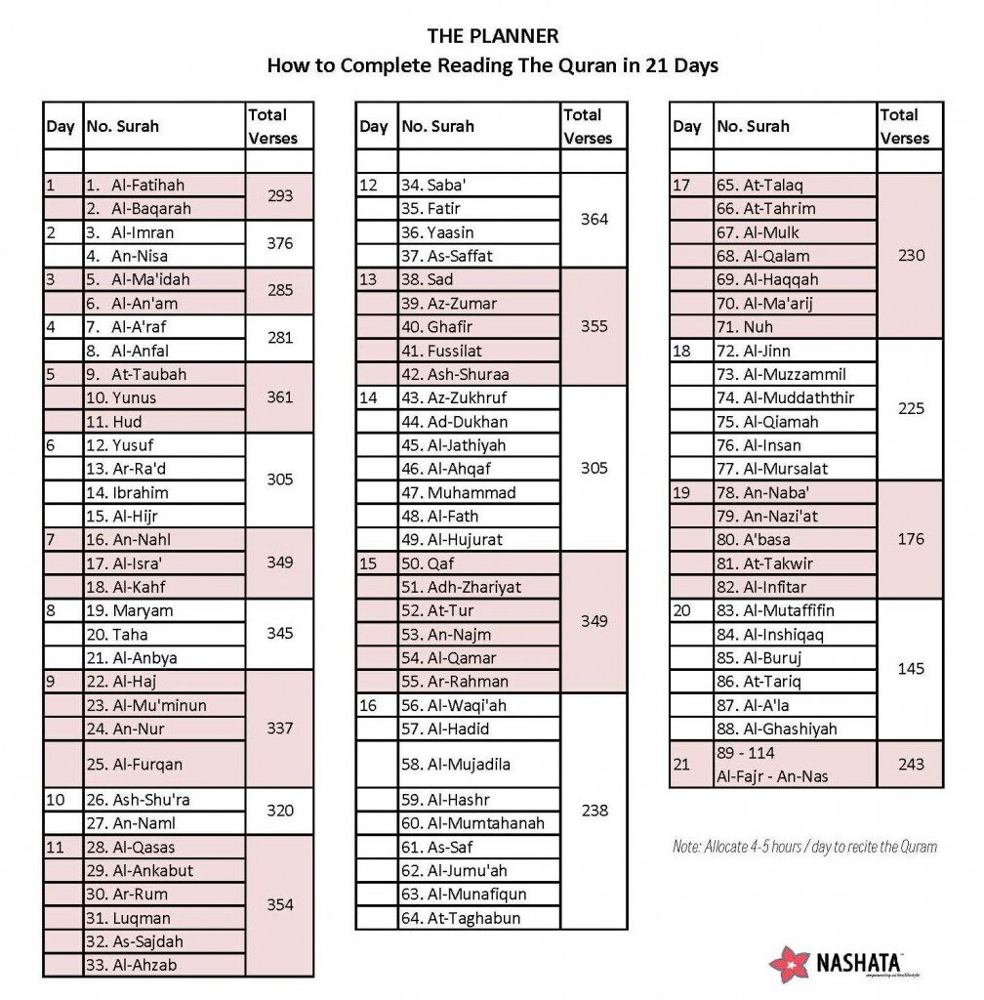 THE PLANNER
How to Complete Reading The Quran in 21 Days
Day No. Surah Total Verses
1 1. Al-Fatihah 293
2. Al-Baqarah
2 3. Al-Imran 376
4. An-Nisa
3 5. Al-Ma'idah 285
6. Al-An'am
4 7. Al-A'raf 281
8. Al-Anfal
5 9. At-Taubah 361
10. Yunus
11. Hud
6 12. Yusuf 305
13. Ar-Ra'd
14. Ibrahim
15. Al-Hijr
7 16. An-Nahl 349
17. Al-Isra'
18. Al-Kahf
8 19. Maryam 345
20. Taha
21. Al-Anbya
9 22. Al-Haj 337
23. Al-Mu'minun
24. An-Nur
25. Al-Furqan
10 26. Ash-Shu'ra 320
27. An-Naml
11 28. Al-Qasas 354
29. Al-Ankabut
30. Ar-Rum
31. Luqman
32. As-Sajdah
33. Al-Ahzab
Day No. Surah Total Verses
12 34. Saba' 364
35. Fatir
36. Yaasin
37. As-Saffat
13 38. Sad 355
39. Az-Zumar
40. Ghafir
41. Fussilat
42. Ash-Shuraa
14 43. Az-Zukhruf 305
44. Ad-Dukhan
45. Al-Jathiyah
46. Al-Ahqaf
47. Muhammad
48. Al-Fath
49. Al-Hujurat
15 50. Qaf 349
51. Adh-Zhariyat
52. At-Tur
53. An-Najm
54. Al-Qamar
55. Ar-Rahman
16 56. Al-Waqi'ah 238
57. Al-Hadid
58. Al-Mujadila
59. Al-Hashr
60. Al-Mumtahanah
61. As-Saf
62. Al-Jumu'ah
63. Al-Munafiqun
64. At-Taghabun
Day No. Surah Total Verses
17 65. At-Talaq 230
66. At-Tahrim
67. Al-Mulk
68. Al-Qalam
69. Al-Haqqah
70. Al-Ma'arij
71. Nuh
18 72. Al-Jinn 225
73. Al-Muzzammil
74. Al-Muddaththir
75. Al-Qiamah
76. Al-Insan
77. Al-Mursalat
19 78. An-Naba' 176
79. An-Nazi'at
80. A'basa
81. At-Takwir
82. Al-Infitar
20 83. Al-Mutaffifin 145
84. Al-Inshiqaq
85. Al-Buruj
86. At-Tariq
87. Al-A'la
88. Al-Ghashiyah
21 89 - 114 243
Al-Fajr - An-Nas
Note: Allocate 4-5 hours / day to recite the Quram
NASHATA™